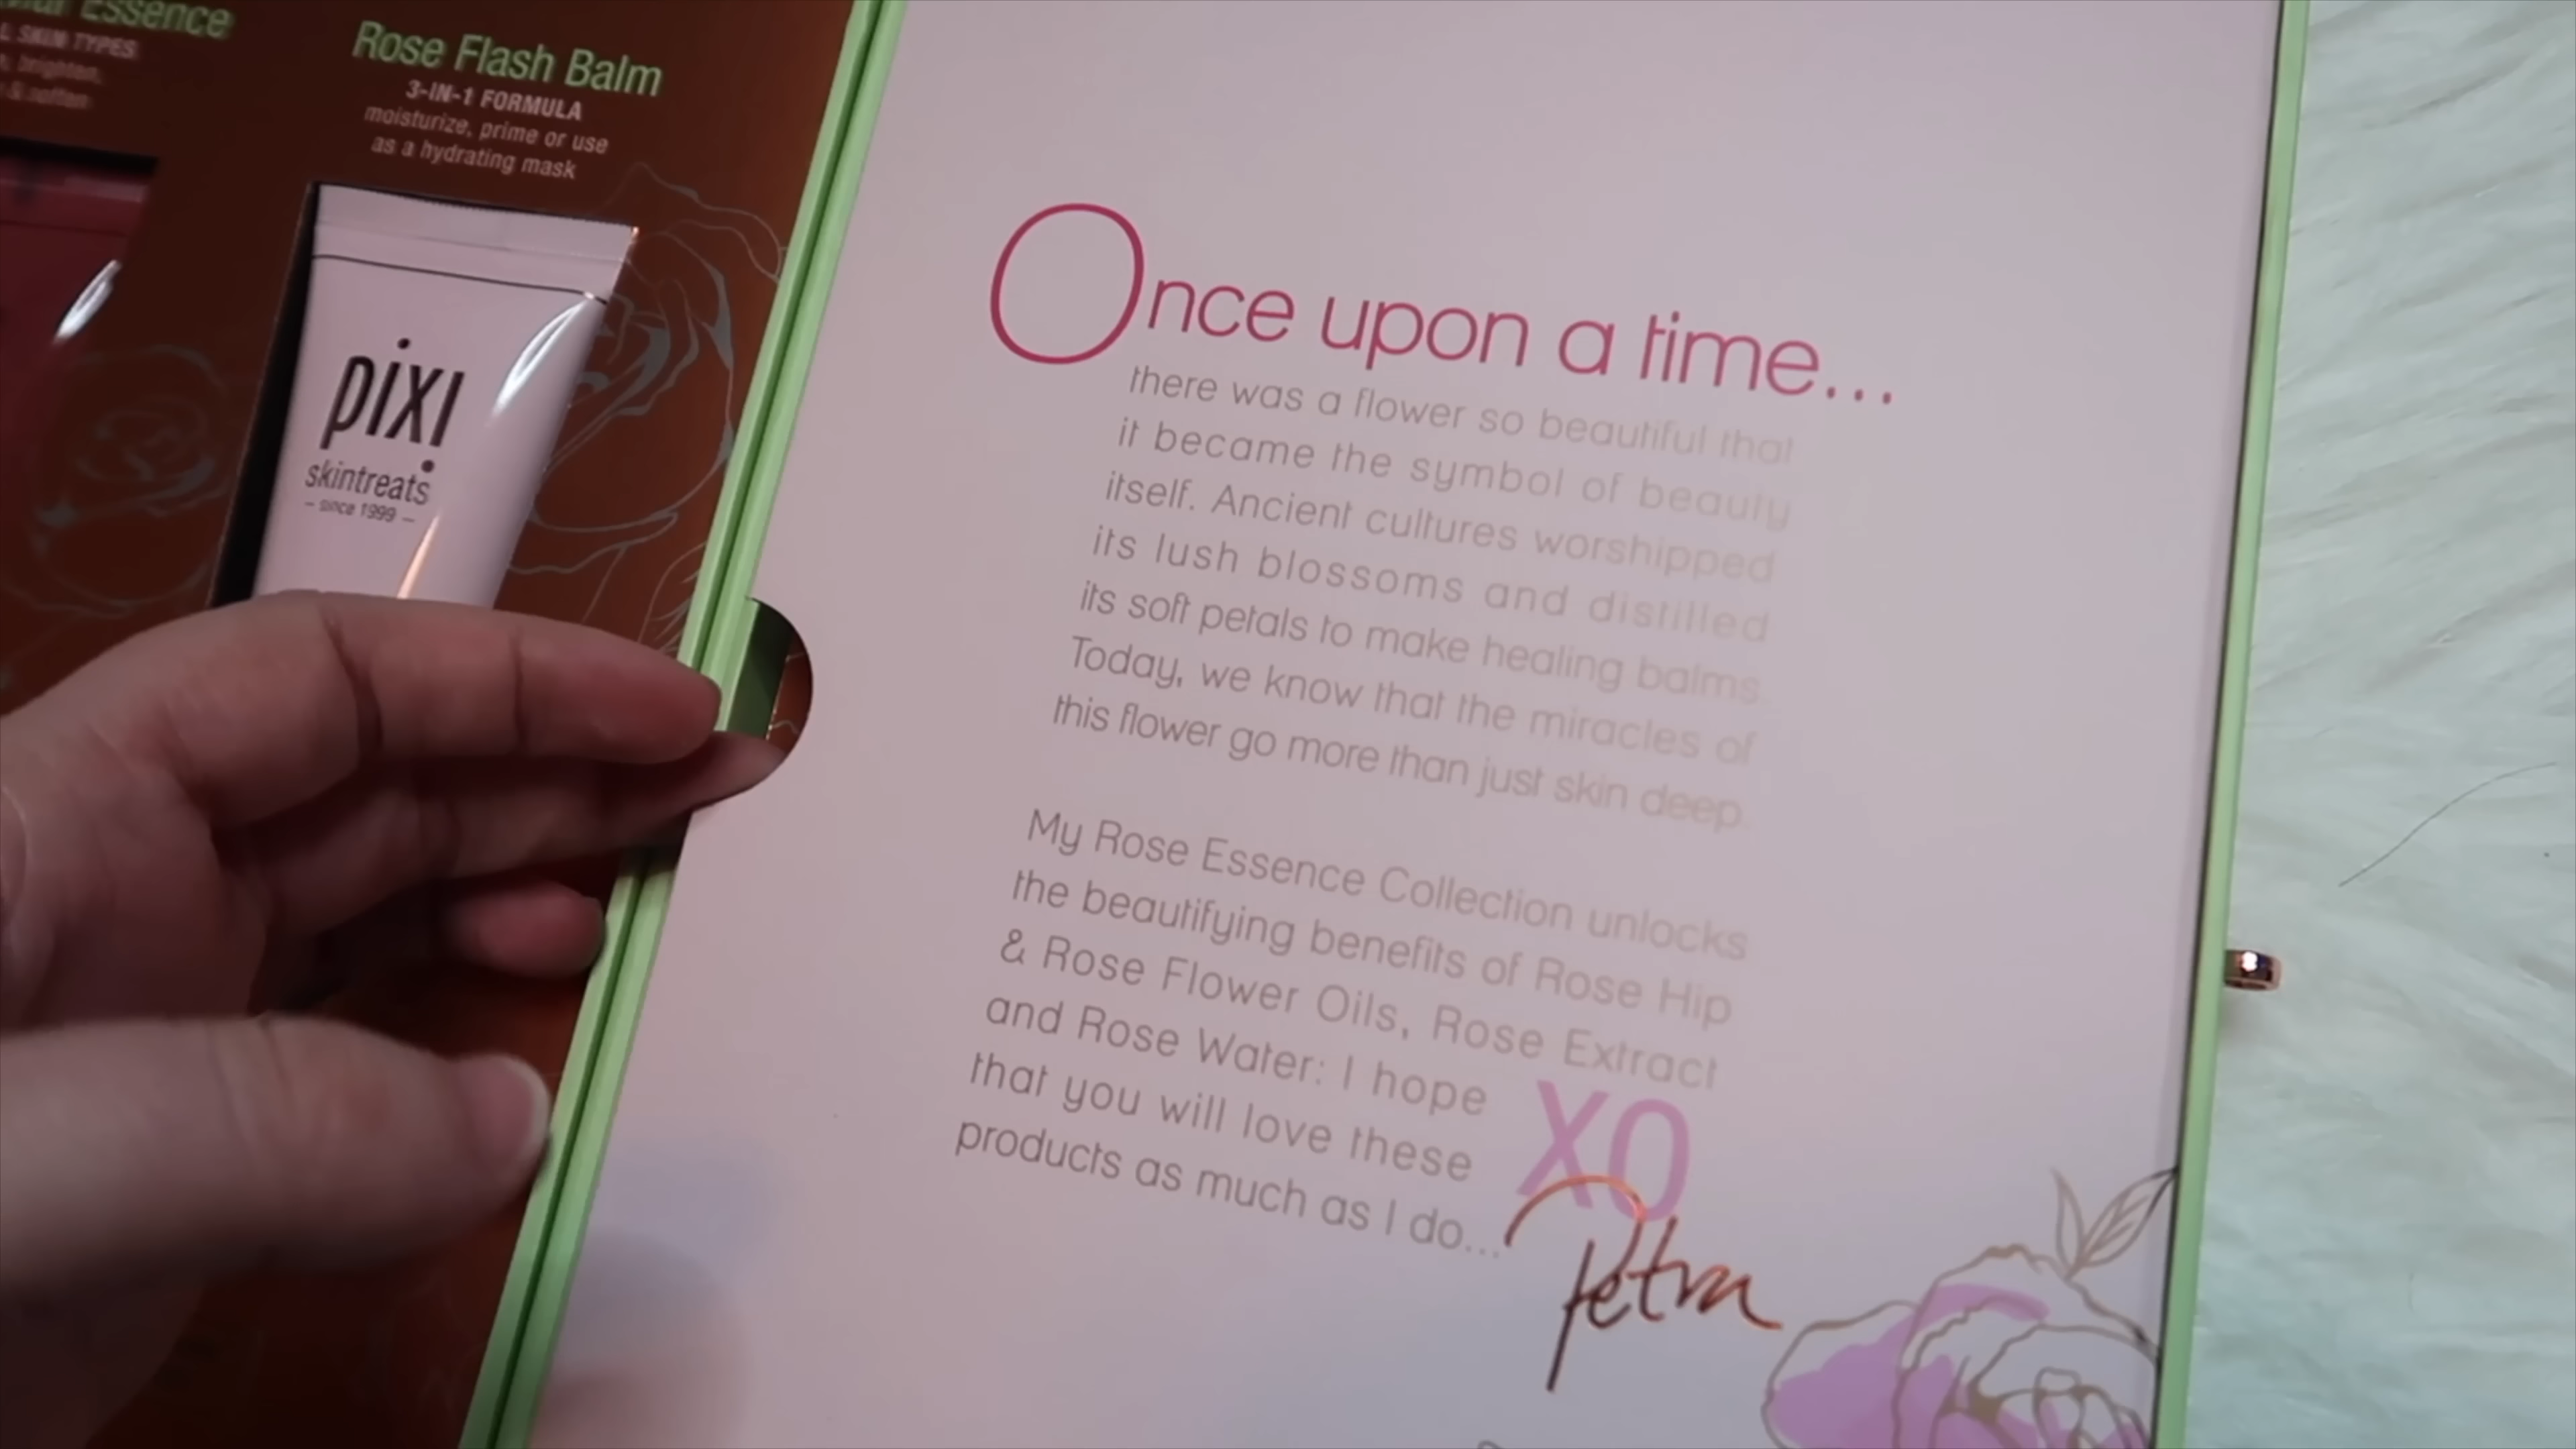 Essence
SKIN TYPES
brighten,
& soften
Rose Flash Balm
3-IN-1 FORMULA
moisturize, prime or use
as a hydrating mask
pixi
skintreats
– since 1999 –
Once upon a time...
there was a flower so beautiful that
it became the symbol of beauty
itself. Ancient cultures worshipped
its lush blossoms and distilled
its soft petals to make healing balms.
Today, we know that the miracles of
this flower go more than just skin deep.
My Rose Essence Collection unlocks
the beautifying benefits of Rose Hip
& Rose Flower Oils, Rose Extract
and Rose Water: I hope
that you will love these
products as much as I do...
XO
Petra